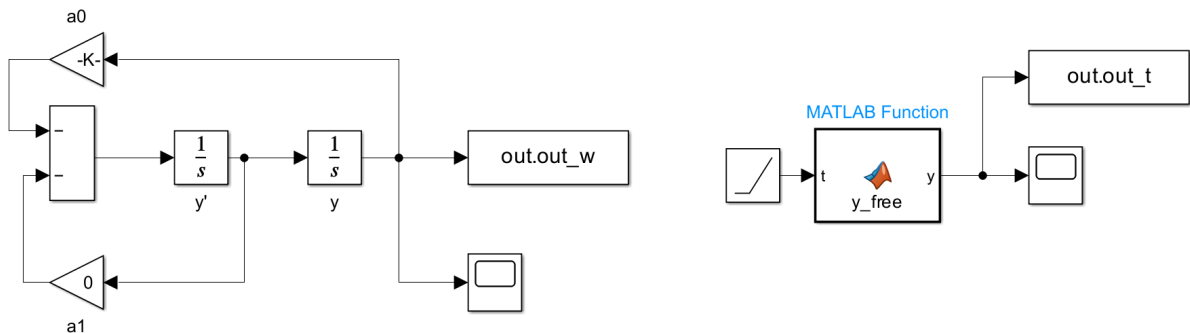 a0
-K-
−
−
1
s
y'
1
s
y
out.out_w
0
a1
out.out_t
MATLAB Function
t
y
y_free